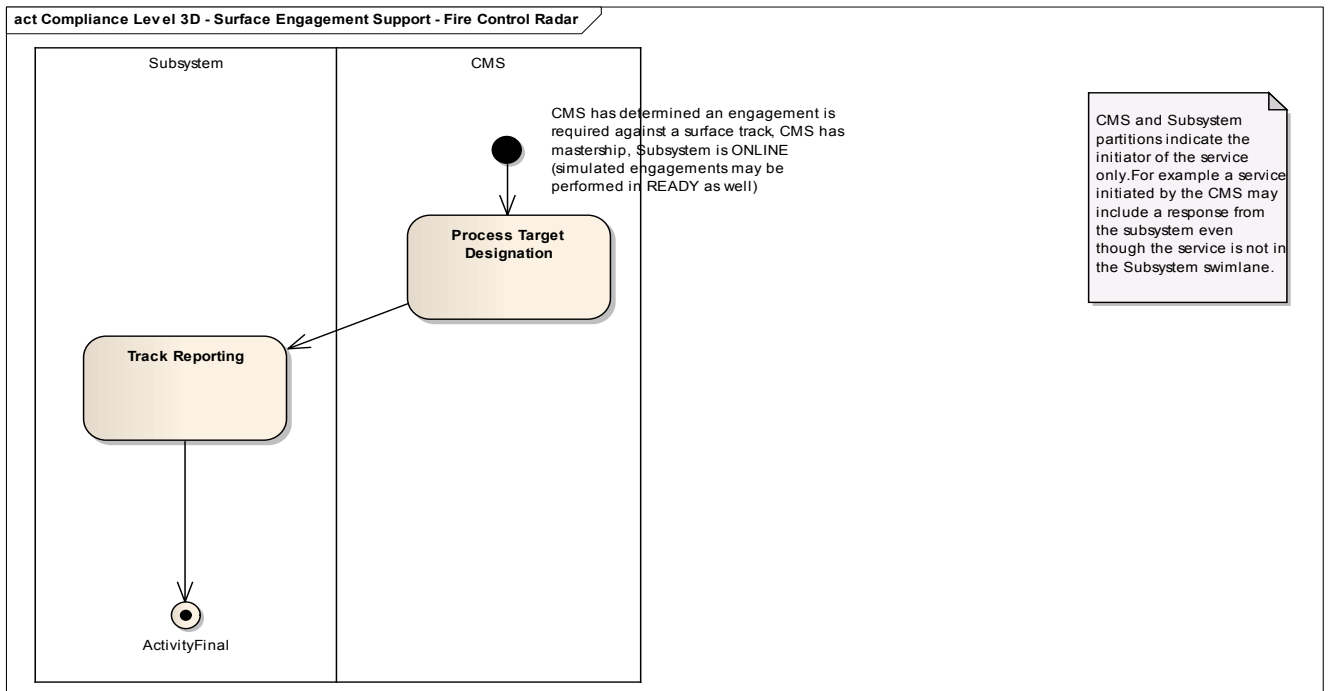 act Compliance Level 3D - Surface Engagement Support - Fire Control Radar
Subsystem
CMS
CMS has determined an engagement is
required against a surface track, CMS has
mastership, Subsystem is ONLINE
(simulated engagements may be
performed in READY as well)
CMS and Subsystem
partitions indicate the
initiator of the service
only.For example a service
initiated by the CMS may
include a response from
the subsystem even
though the service is not in
the Subsystem swimlane.
Process Target
Designation
Track Reporting
ActivityFinal